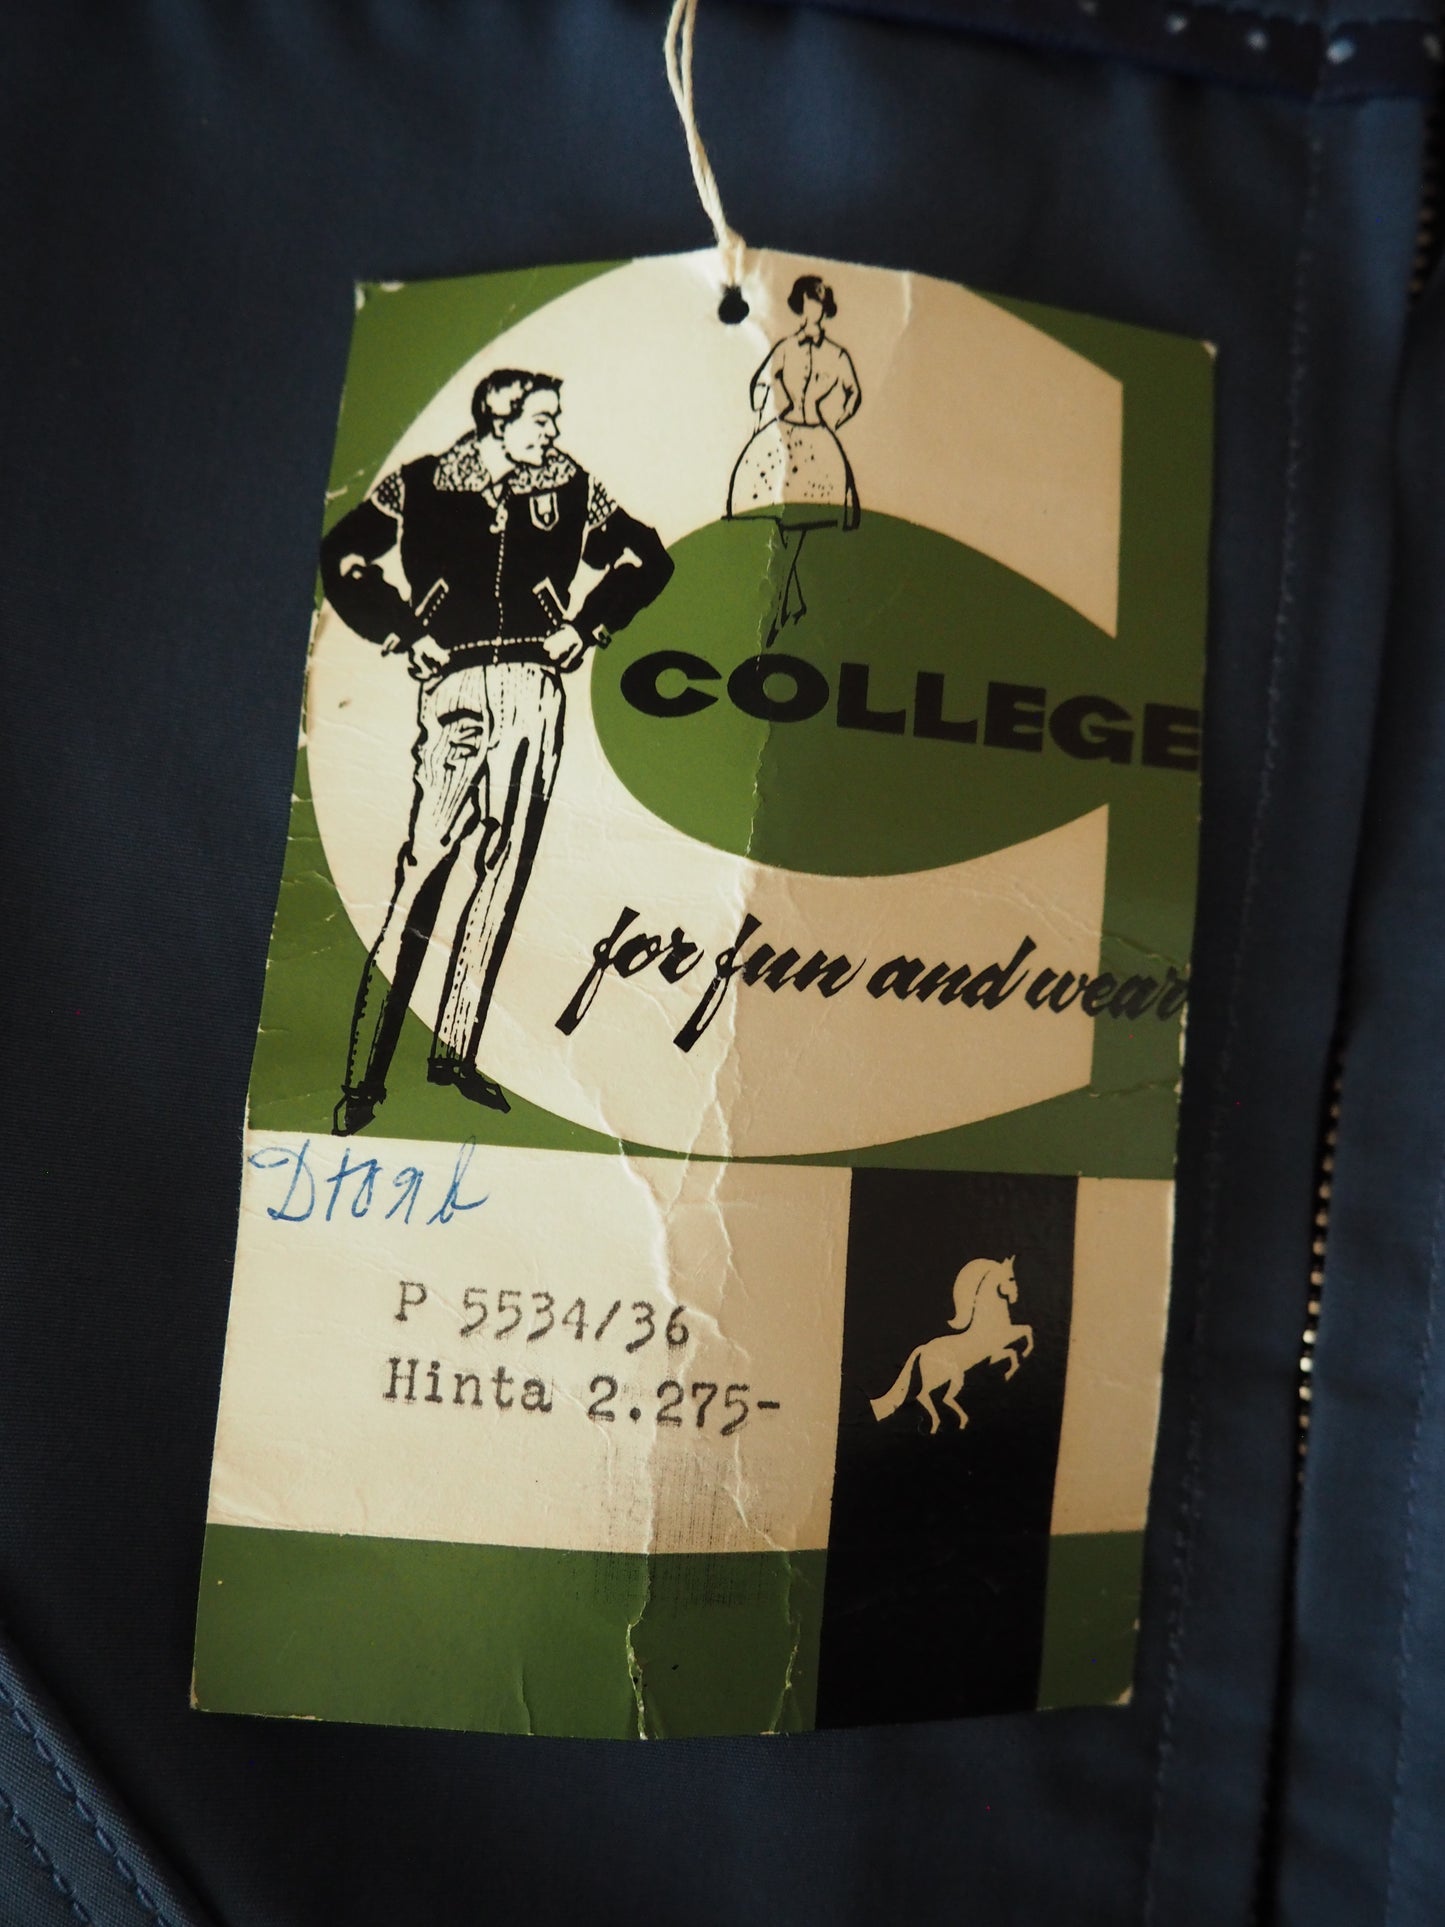 COLLEGE
for fun and wear
P 5534/36
Hinta 2.275-